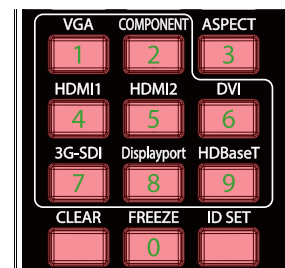 VGA COMPONENT ASPECT
1 2 3
HDMI1 HDMI2 DVI
4 5 6
3G-SDI Displayport HDBaseT
7 8 9
CLEAR FREEZE ID SET
0